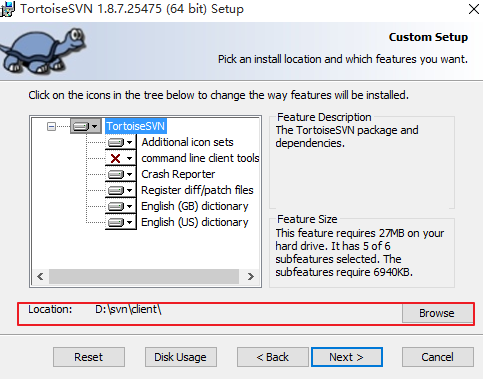 TortoiseSVN 1.8.7.25475 (64 bit) Setup
Custom Setup
Pick an install location and which features you want.
Click on the icons in the tree below to change the way features will be installed.
TortoiseSVN
Additional icon sets
command line client tools
Crash Reporter
Register diff/patch files
English (GB) dictionary
English (US) dictionary
Feature Description
The TortoiseSVN package and
dependencies.
Feature Size
This feature requires 27MB on your
hard drive. It has 5 of 6
subfeatures selected. The
subfeatures require 6940KB.
Location: D:\svn\client\
Browse
Reset
Disk Usage
< Back
Next >
Cancel